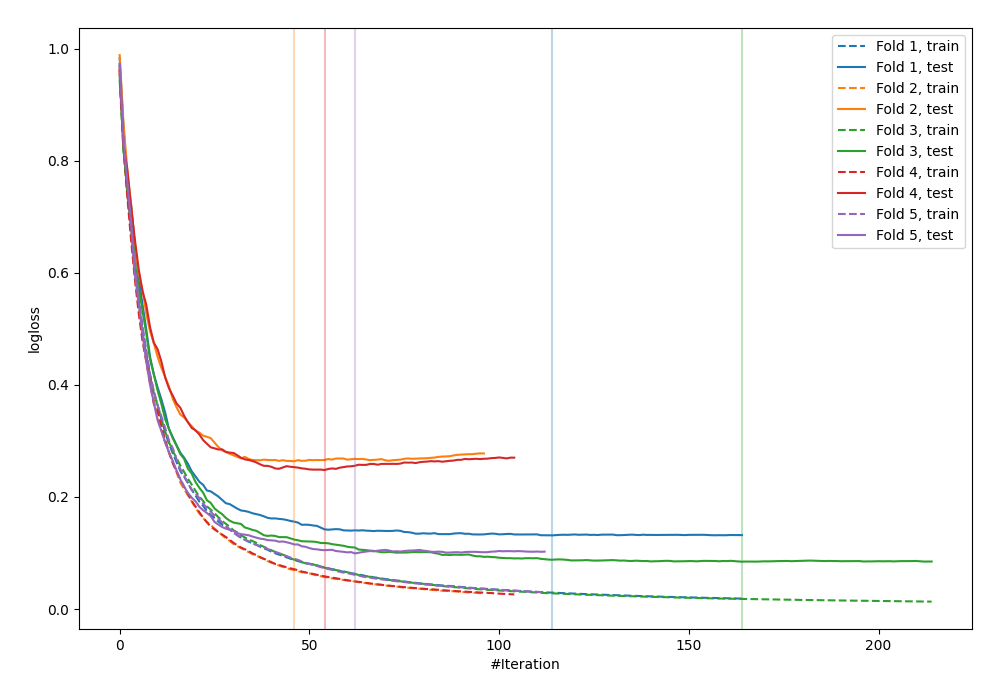 1.0
0.8
0.6
0.4
0.2
0.0
logloss
0
50
100
150
200
#Iteration
Fold 1, train
Fold 1, test
Fold 2, train
Fold 2, test
Fold 3, train
Fold 3, test
Fold 4, train
Fold 4, test
Fold 5, train
Fold 5, test